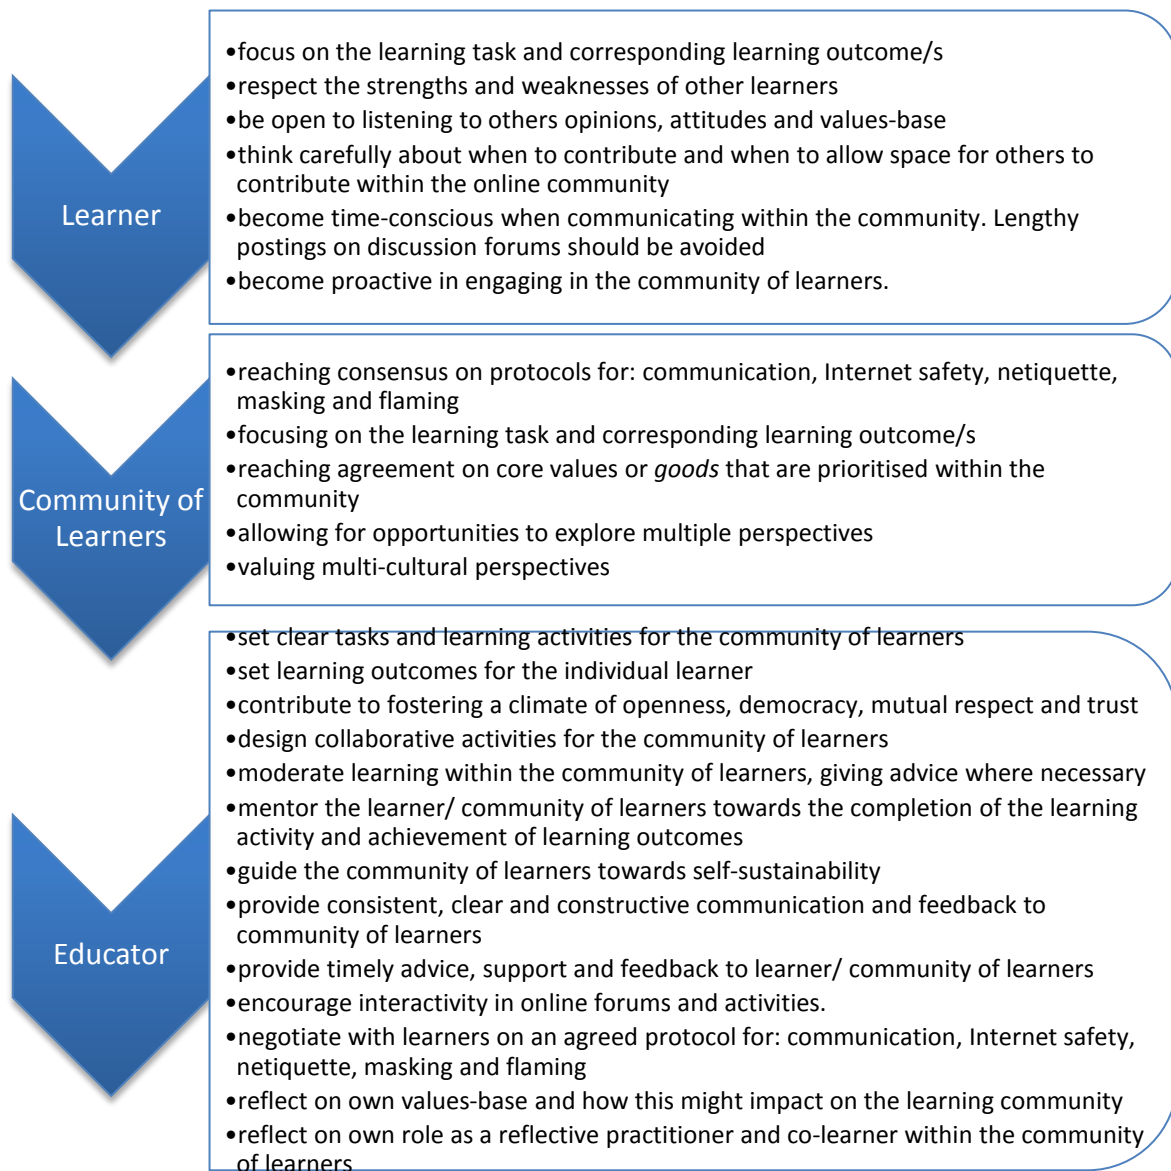 Learner
•focus on the learning task and corresponding learning outcome/s
•respect the strengths and weaknesses of other learners
•be open to listening to others opinions, attitudes and values-base
•think carefully about when to contribute and when to allow space for others to
contribute within the online community
•become time-conscious when communicating within the community. Lengthy
postings on discussion forums should be avoided
•become proactive in engaging in the community of learners.
Community of
Learners
•reaching consensus on protocols for: communication, Internet safety, netiquette,
masking and flaming
•focusing on the learning task and corresponding learning outcome/s
•reaching agreement on core values or goods that are prioritised within the
community
•allowing for opportunities to explore multiple perspectives
•valuing multi-cultural perspectives
Educator
•set clear tasks and learning activities for the community of learners
•set learning outcomes for the individual learner
•contribute to fostering a climate of openness, democracy, mutual respect and trust
•design collaborative activities for the community of learners
•moderate learning within the community of learners, giving advice where necessary
•mentor the learner/ community of learners towards the completion of the learning
activity and achievement of learning outcomes
•guide the community of learners towards self-sustainability
•provide consistent, clear and constructive communication and feedback to
community of learners
•provide timely advice, support and feedback to learner/ community of learners
•encourage interactivity in online forums and activities.
•negotiate with learners on an agreed protocol for: communication, Internet safety,
netiquette, masking and flaming
•reflect on own values-base and how this might impact on the learning community
•reflect on own role as a reflective practitioner and co-learner within the community
of learners